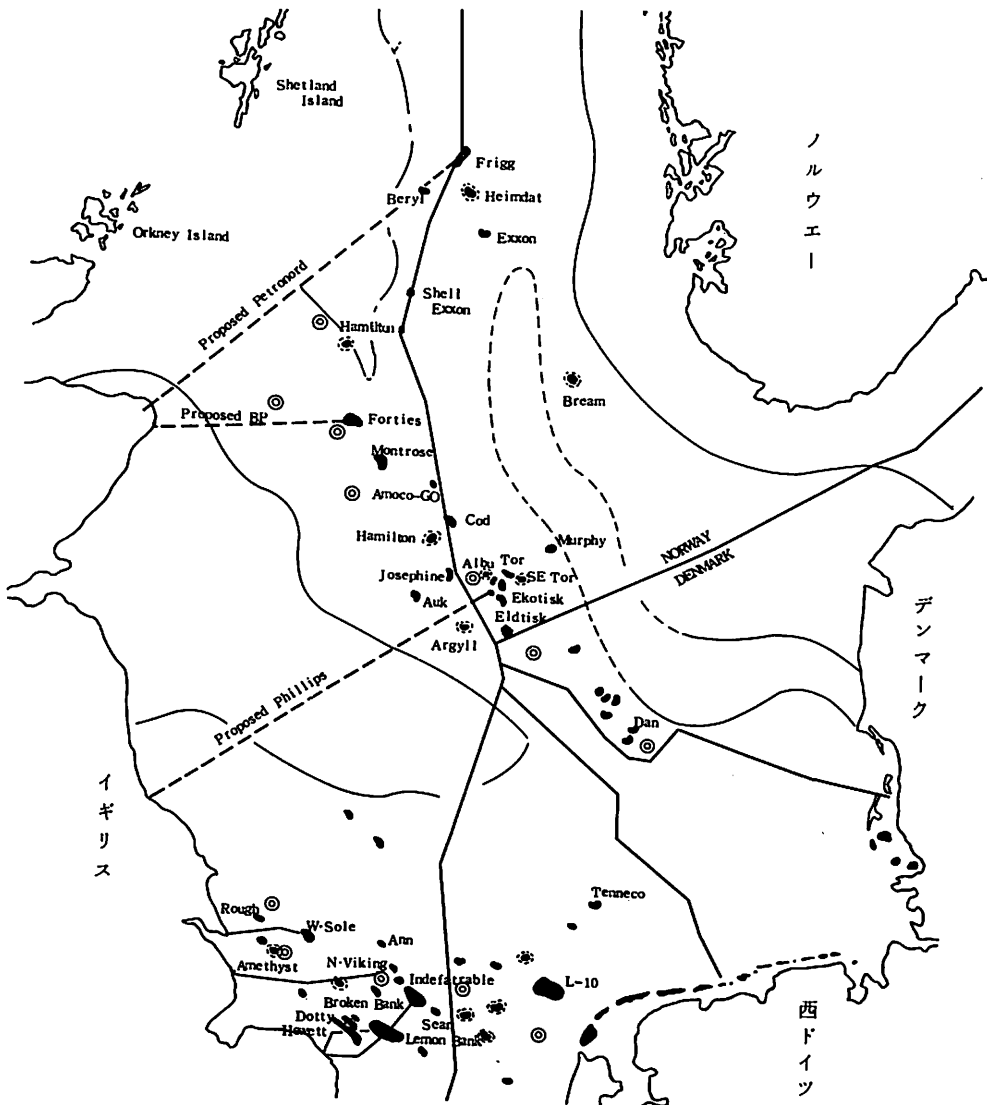 Shetland
Island
ノルウエー
Frigg
Beryl
Heimdat
Orkney Island
Exxon
Proposed Petronord
Shell
Exxon
Hamilton
Bream
Proposed BP
Forties
Montrose
Amoco-GO
Cod
Hamilton
Murphy
NORWAY
DENMARK
Albu
Tor
SE Tor
Josephine
Ekotisk
Auk
Eldtisk
Argyll
デンマーク
Proposed Phillips
Dan
イギリス
Tenneco
Rough
W-Sole
Ann
Amethyst
N-Viking
Indefatrable
L-10
Broken Bank
Dotty
Sean
Hewett
Lemon Bank
西ドイツ